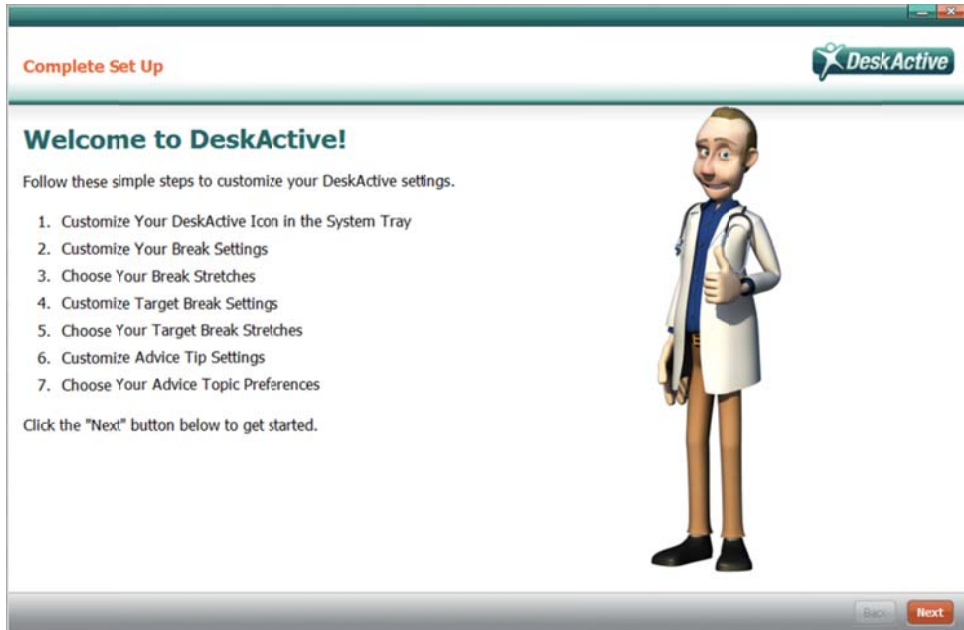 Complete Set Up
DeskActive
Welcome to DeskActive!
Follow these simple steps to customize your DeskActive settings.
1. Customize Your DeskActive Icon in the System Tray
2. Customize Your Break Settings
3. Choose Your Break Stretches
4. Customize Target Break Settings
5. Choose Your Target Break Stretches
6. Customize Advice Tip Settings
7. Choose Your Advice Topic Preferences
Click the "Next" button below to get started.
Back Next